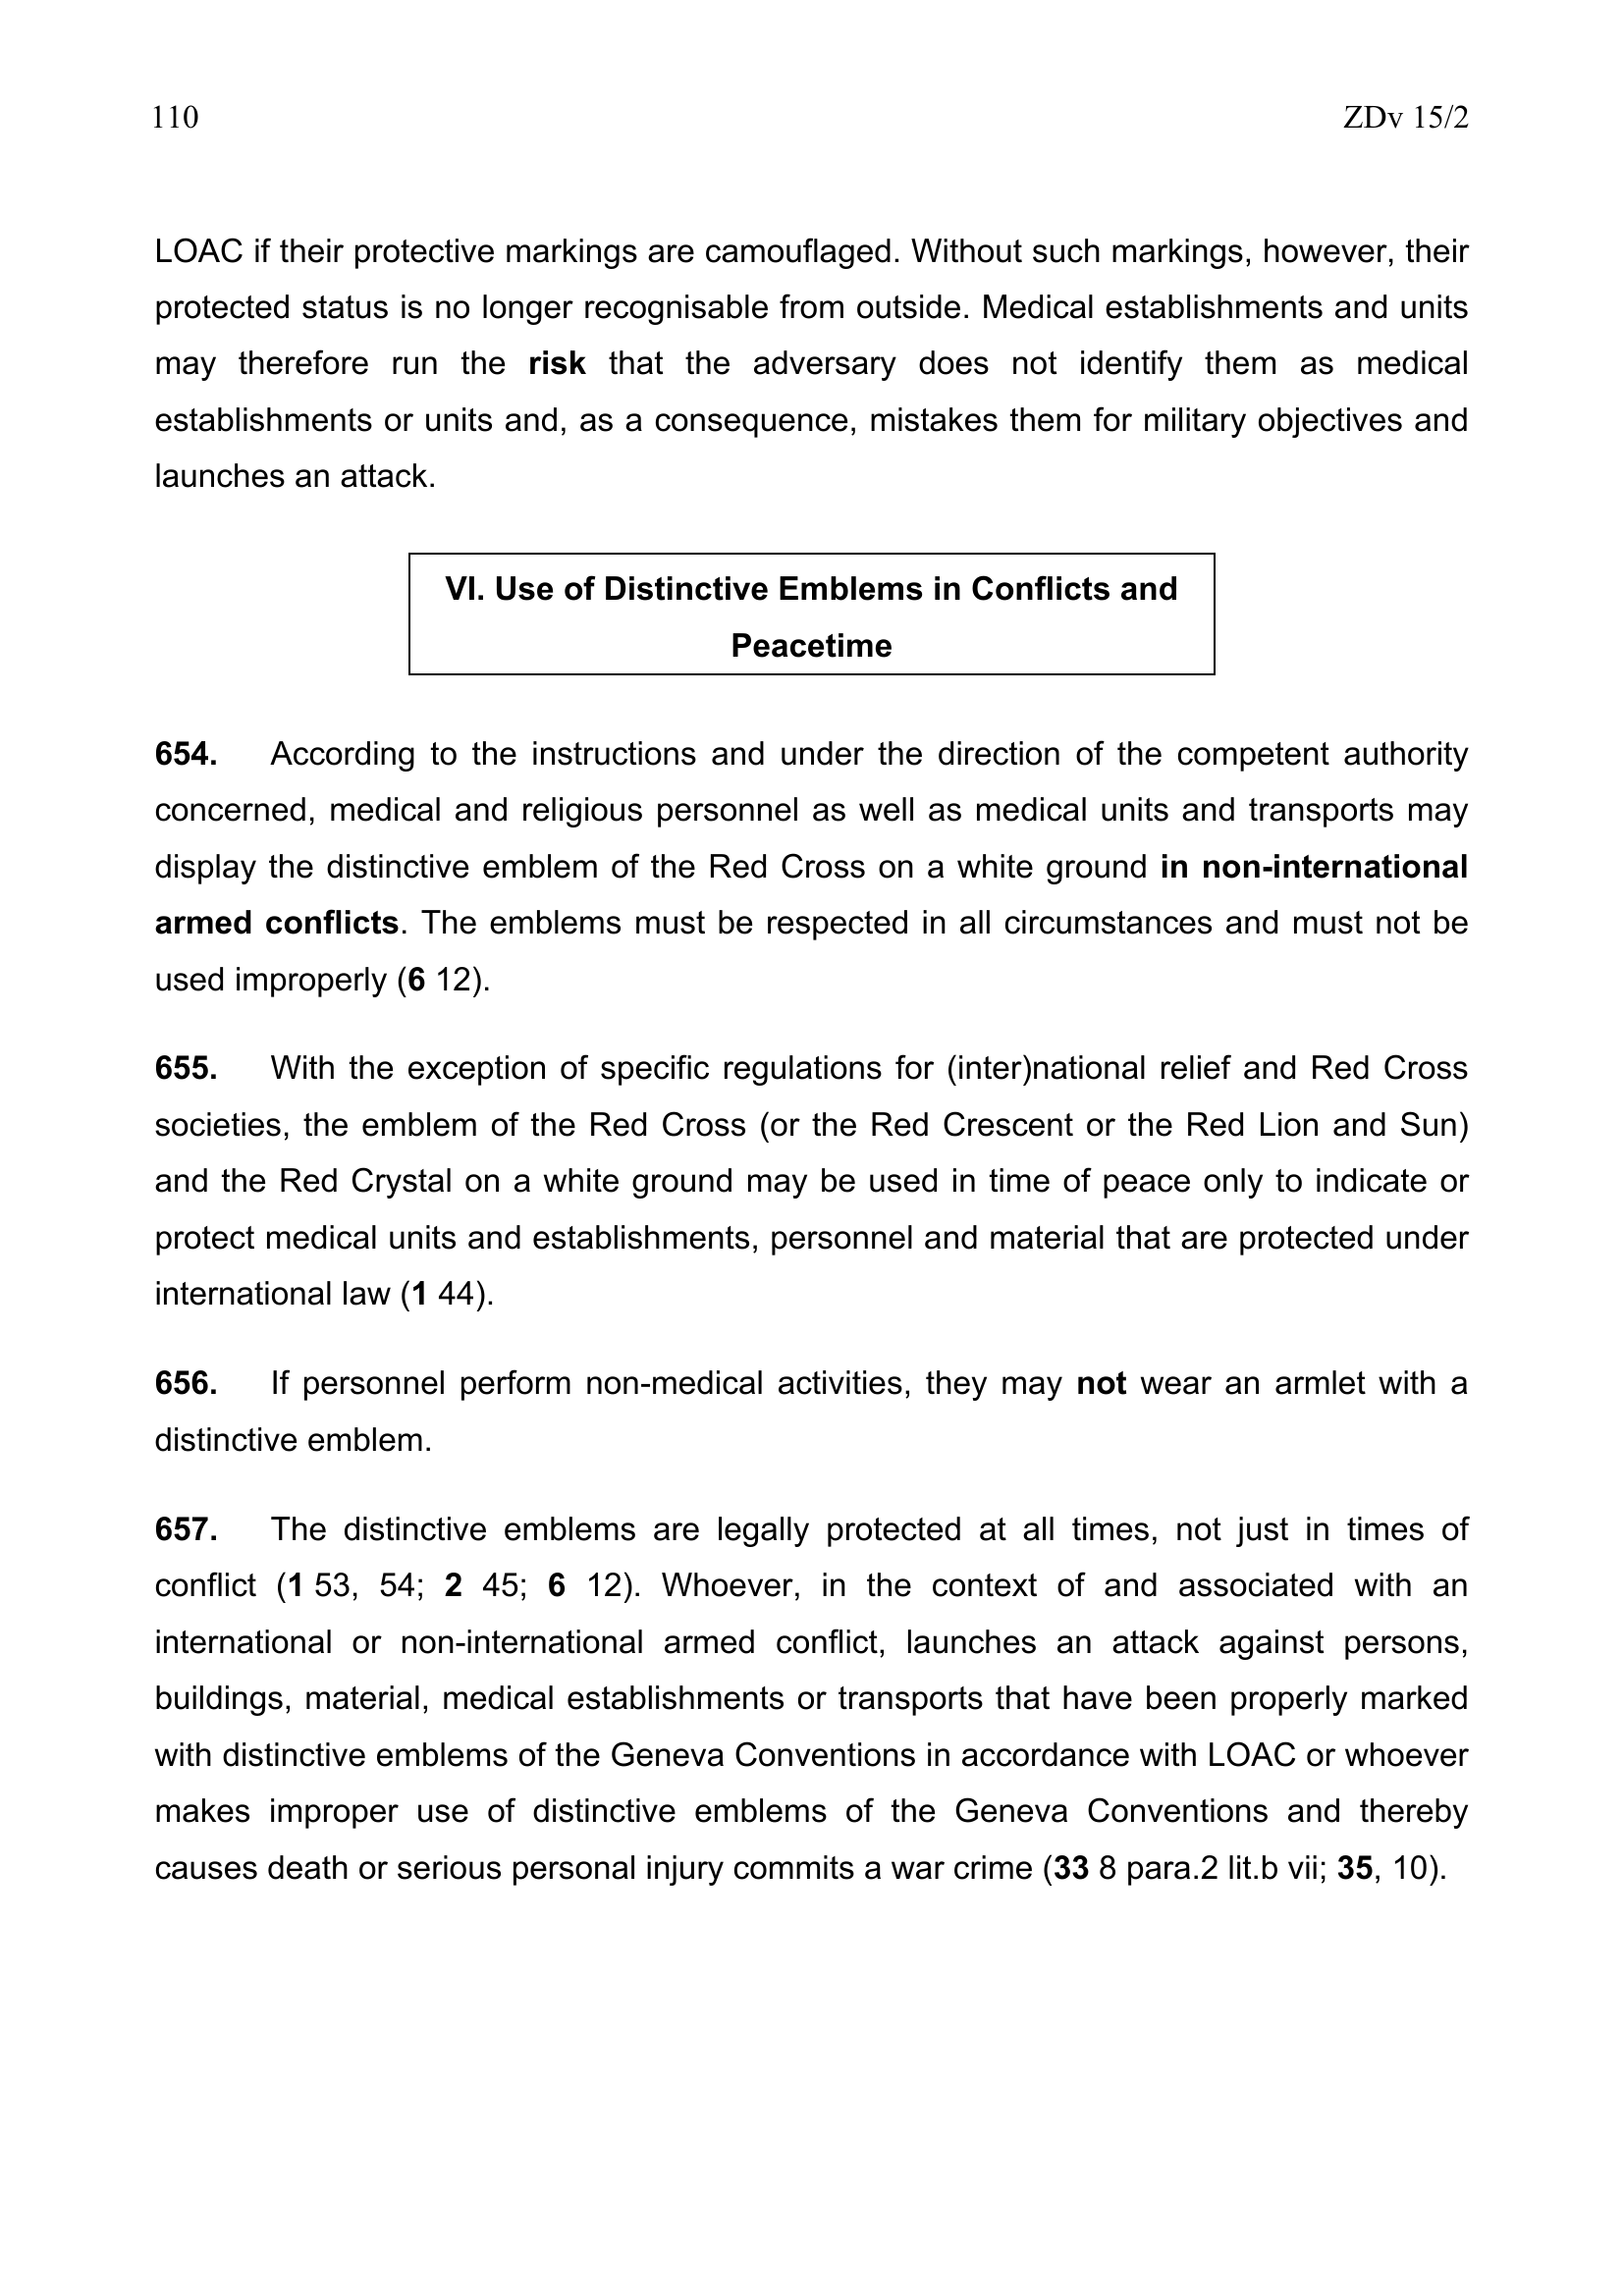 110 ZDv 15/2
LOAC if their protective markings are camouflaged. Without such markings, however, their
protected status is no longer recognisable from outside. Medical establishments and units
may therefore run the risk that the adversary does not identify them as medical
establishments or units and, as a consequence, mistakes them for military objectives and
launches an attack.
VI. Use of Distinctive Emblems in Conflicts and
Peacetime
654. According to the instructions and under the direction of the competent authority
concerned, medical and religious personnel as well as medical units and transports may
display the distinctive emblem of the Red Cross on a white ground in non-international
armed conflicts. The emblems must be respected in all circumstances and must not be
used improperly (6 12).
655. With the exception of specific regulations for (inter)national relief and Red Cross
societies, the emblem of the Red Cross (or the Red Crescent or the Red Lion and Sun)
and the Red Crystal on a white ground may be used in time of peace only to indicate or
protect medical units and establishments, personnel and material that are protected under
international law (1 44).
656. If personnel perform non-medical activities, they may not wear an armlet with a
distinctive emblem.
657. The distinctive emblems are legally protected at all times, not just in times of
conflict (1 53, 54; 2 45; 6 12). Whoever, in the context of and associated with an
international or non-international armed conflict, launches an attack against persons,
buildings, material, medical establishments or transports that have been properly marked
with distinctive emblems of the Geneva Conventions in accordance with LOAC or whoever
makes improper use of distinctive emblems of the Geneva Conventions and thereby
causes death or serious personal injury commits a war crime (33 8 para.2 lit.b vii; 35, 10).